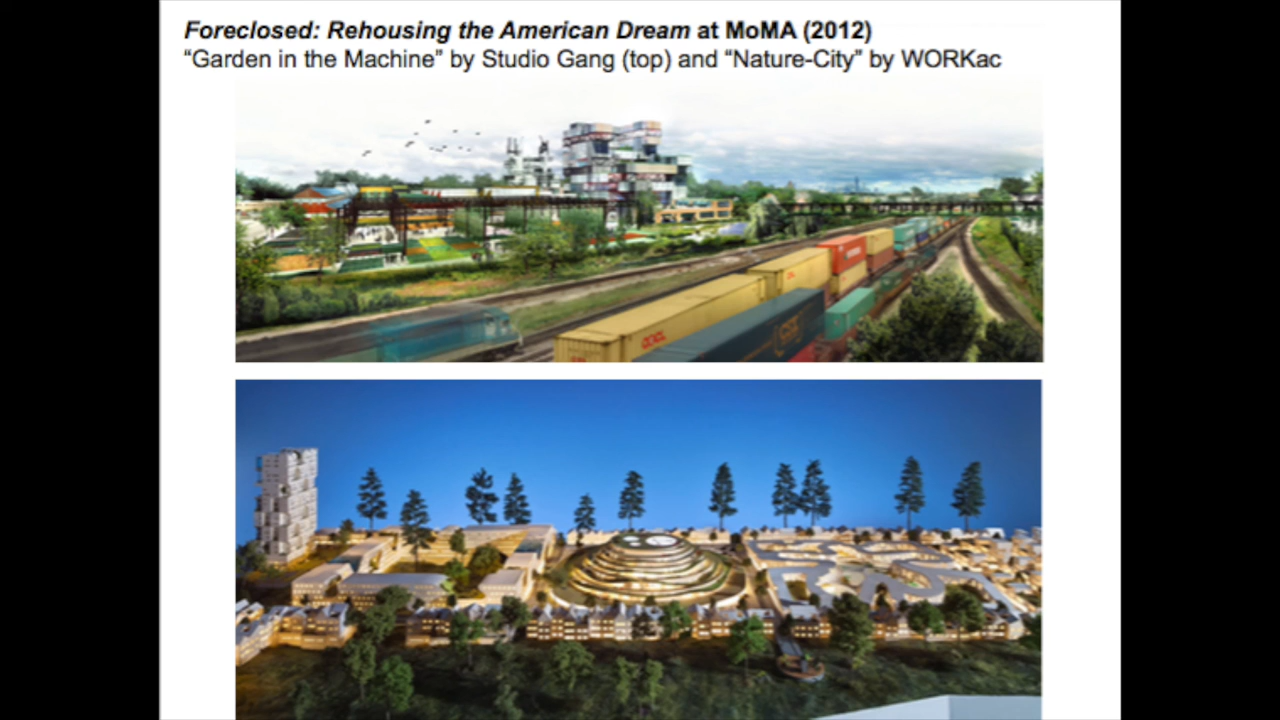 Foreclosed: Rehousing the American Dream at MoMA (2012)
“Garden in the Machine” by Studio Gang (top) and “Nature-City” by WORKac